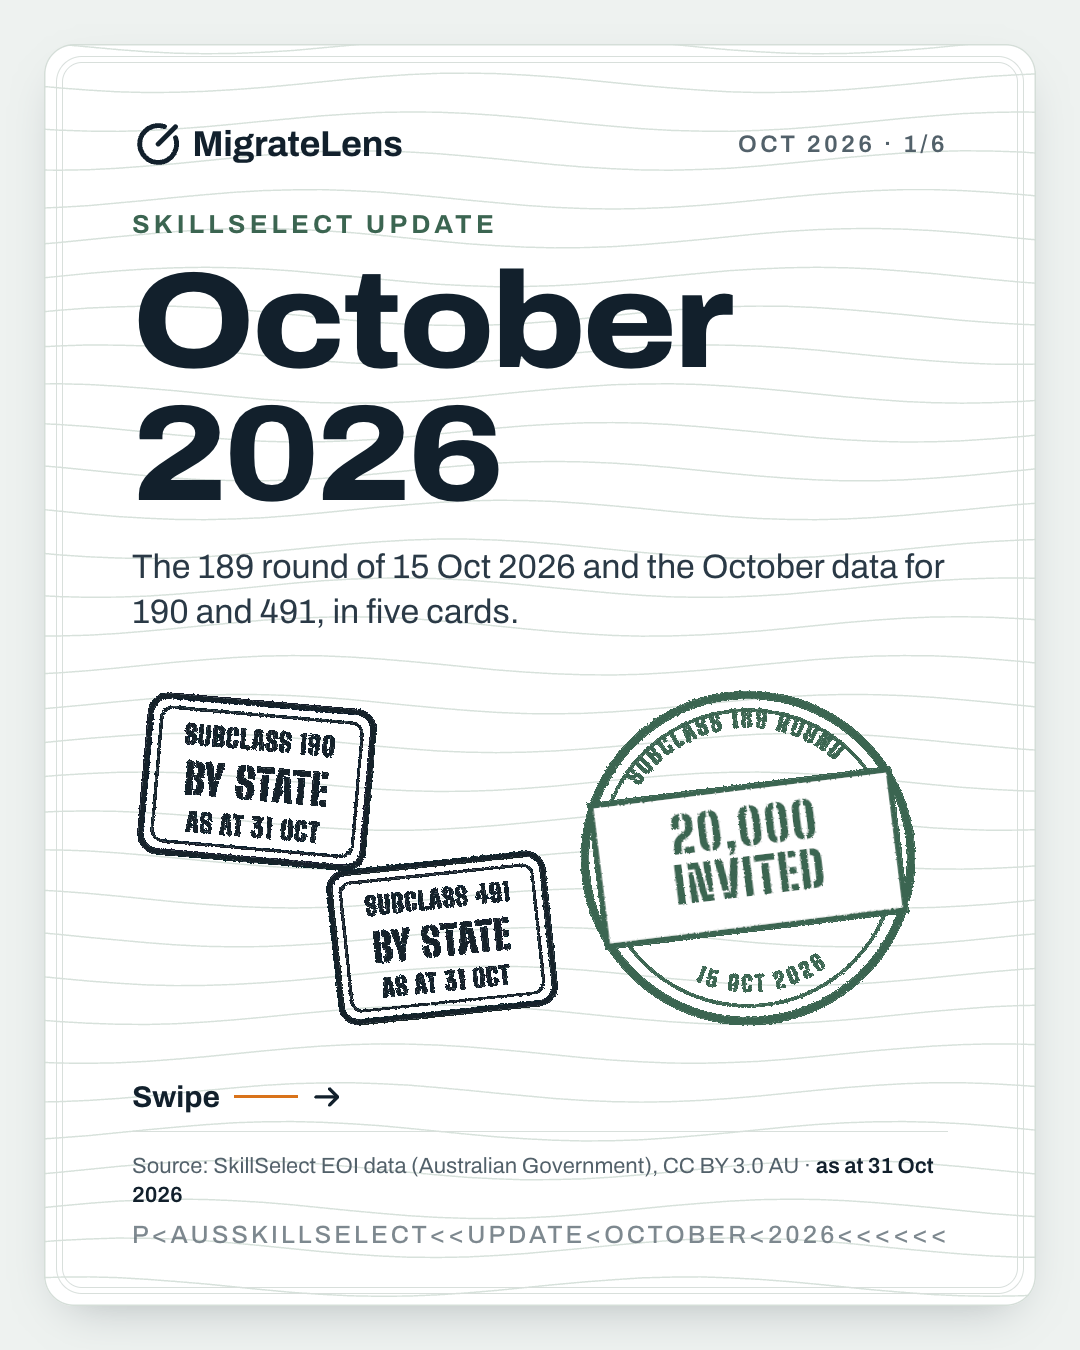 MigrateLens
OCT 2026 · 1/6
SKILLSELECT UPDATE
October
2026
The 189 round of 15 Oct 2026 and the October data for
190 and 491, in five cards.
SUBCLASS 190
BY STATE
AS AT 31 OCT
SUBCLASS 491
BY STATE
AS AT 31 OCT
SUBCLASS 189 ROUND
20,000
INVITED
15 OCT 2026
Swipe →
Source: SkillSelect EOI data (Australian Government), CC BY 3.0 AU · as at 31 Oct
2026
P<AUSSKILLSELECT<<UPDATE<OCTOBER<2026<<<<<<